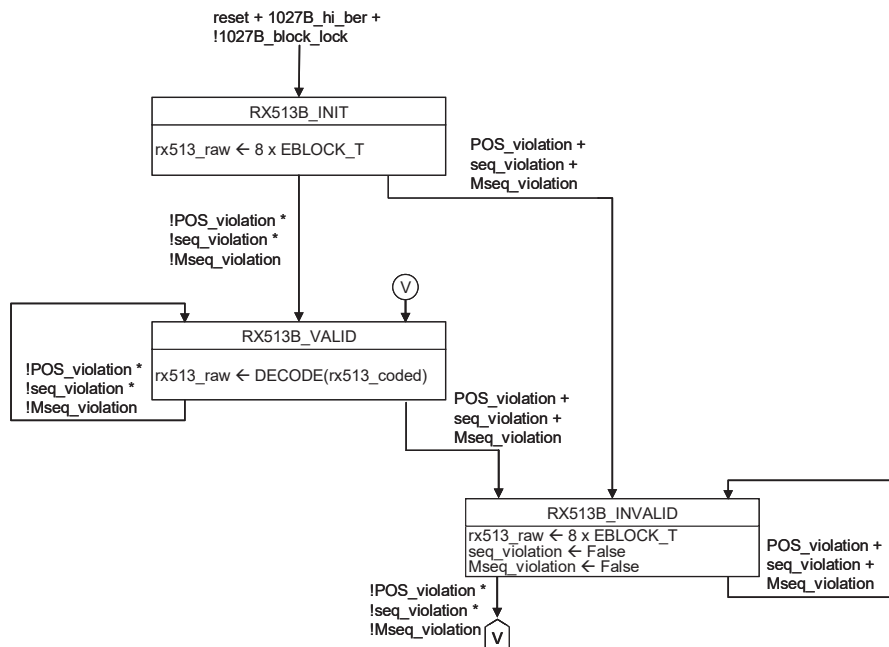 reset + 1027B_hi_ber +
!1027B_block_lock
RX513B_INIT
rx513_raw ← 8 x EBLOCK_T
POS_violation +
seq_violation +
Mseq_violation
!POS_violation *
!seq_violation *
!Mseq_violation
V
RX513B_VALID
rx513_raw ← DECODE(rx513_coded)
!POS_violation *
!seq_violation *
!Mseq_violation
POS_violation +
seq_violation +
Mseq_violation
RX513B_INVALID
rx513_raw ← 8 x EBLOCK_T
seq_violation ← False
Mseq_violation ← False
POS_violation +
seq_violation +
Mseq_violation
!POS_violation *
!seq_violation *
!Mseq_violation
V